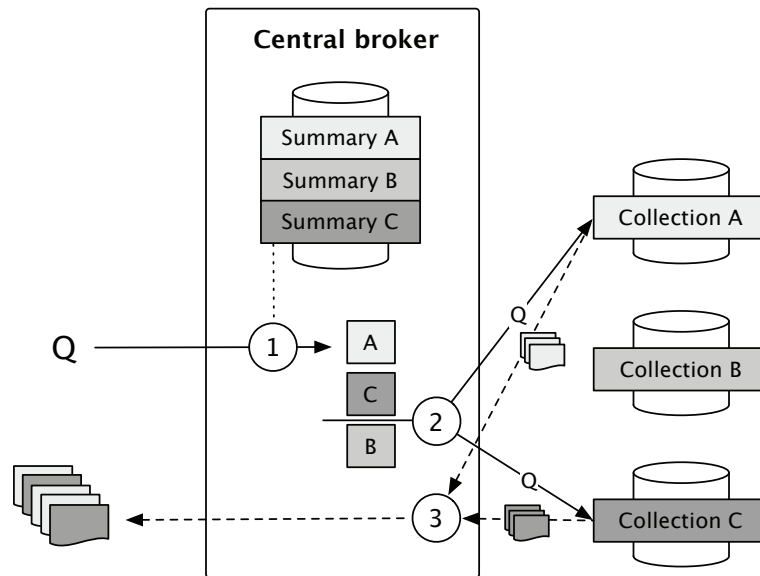 Central broker
Summary A
Summary B
Summary C
Collection A
Q
Q
1
A
Collection B
C
2
B
Q
3
Collection C